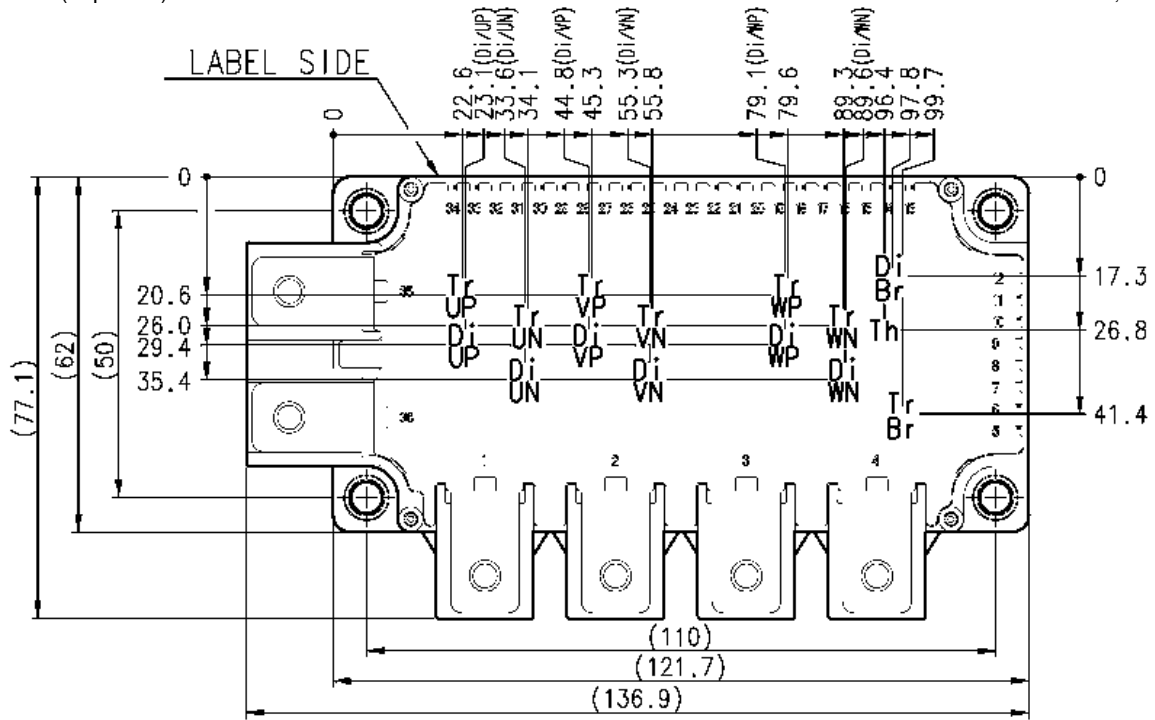 LABEL SIDE
0
22.6
23.1(Di/UP)
33.6(Di/UN)
34.1
44.8(Di/VP)
45.3
55.3(Di/VN)
55.8
79.1(Di/WP)
79.6
89.3
89.6(Di/WN)
96.4
97.8
99.7
0
0
20.6
26.0
29.4
35.4
17.3
26.8
41.4
(77.1)
(62)
(50)
Tr
UP
Di
UP
Tr
UN
Di
UN
Tr
VP
Di
VP
Tr
VN
Di
VN
Tr
WP
Di
WP
Tr
WN
Di
WN
Di
Br
Th
Tr
Br
35
36
1
2
3
4
(110)
(121.7)
(136.9)